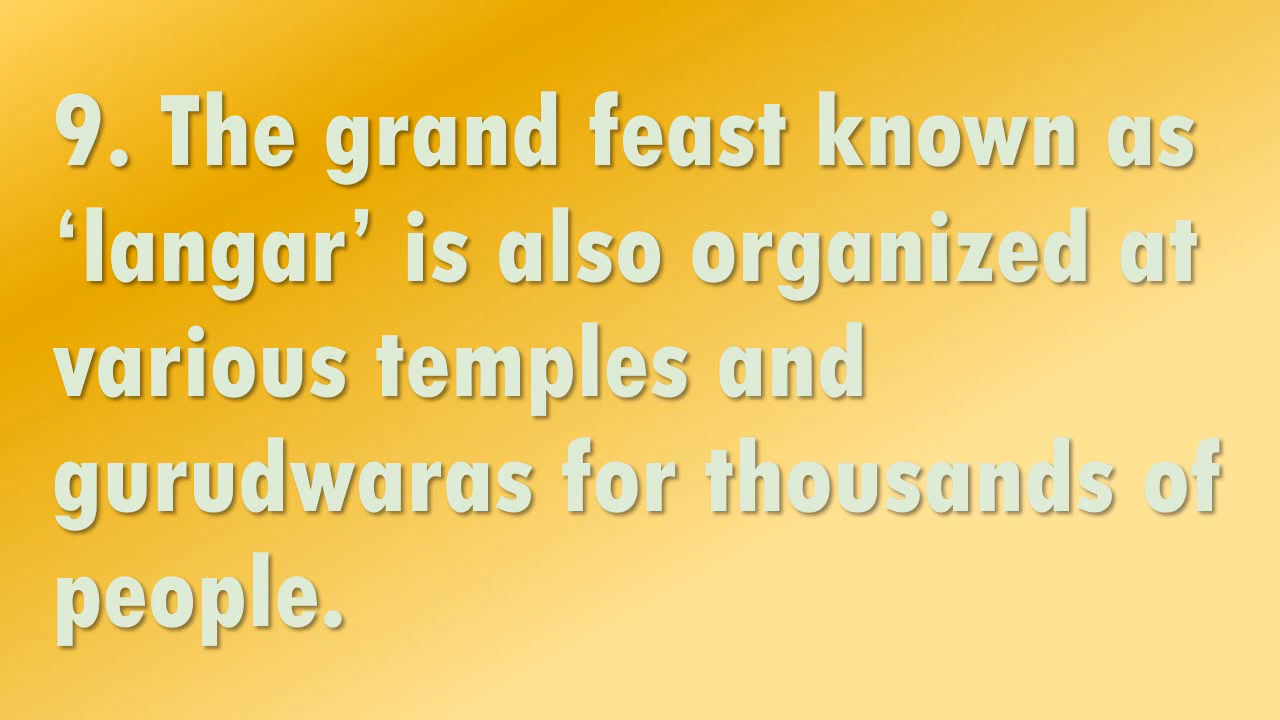 9. The grand feast known as
‘langar’ is also organized at
various temples and
gurudwaras for thousands of
people.